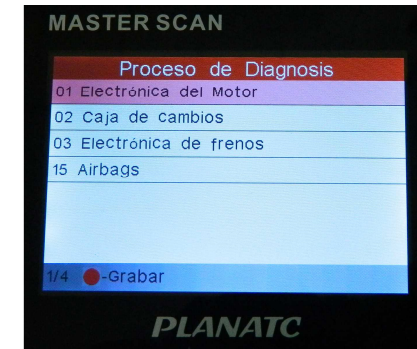 MASTER SCAN
Proceso de Diagnosis
01 Electrónica del Motor
02 Caja de cambios
03 Electrónica de frenos
15 Airbags
1/4 -Grabar
PLANATC